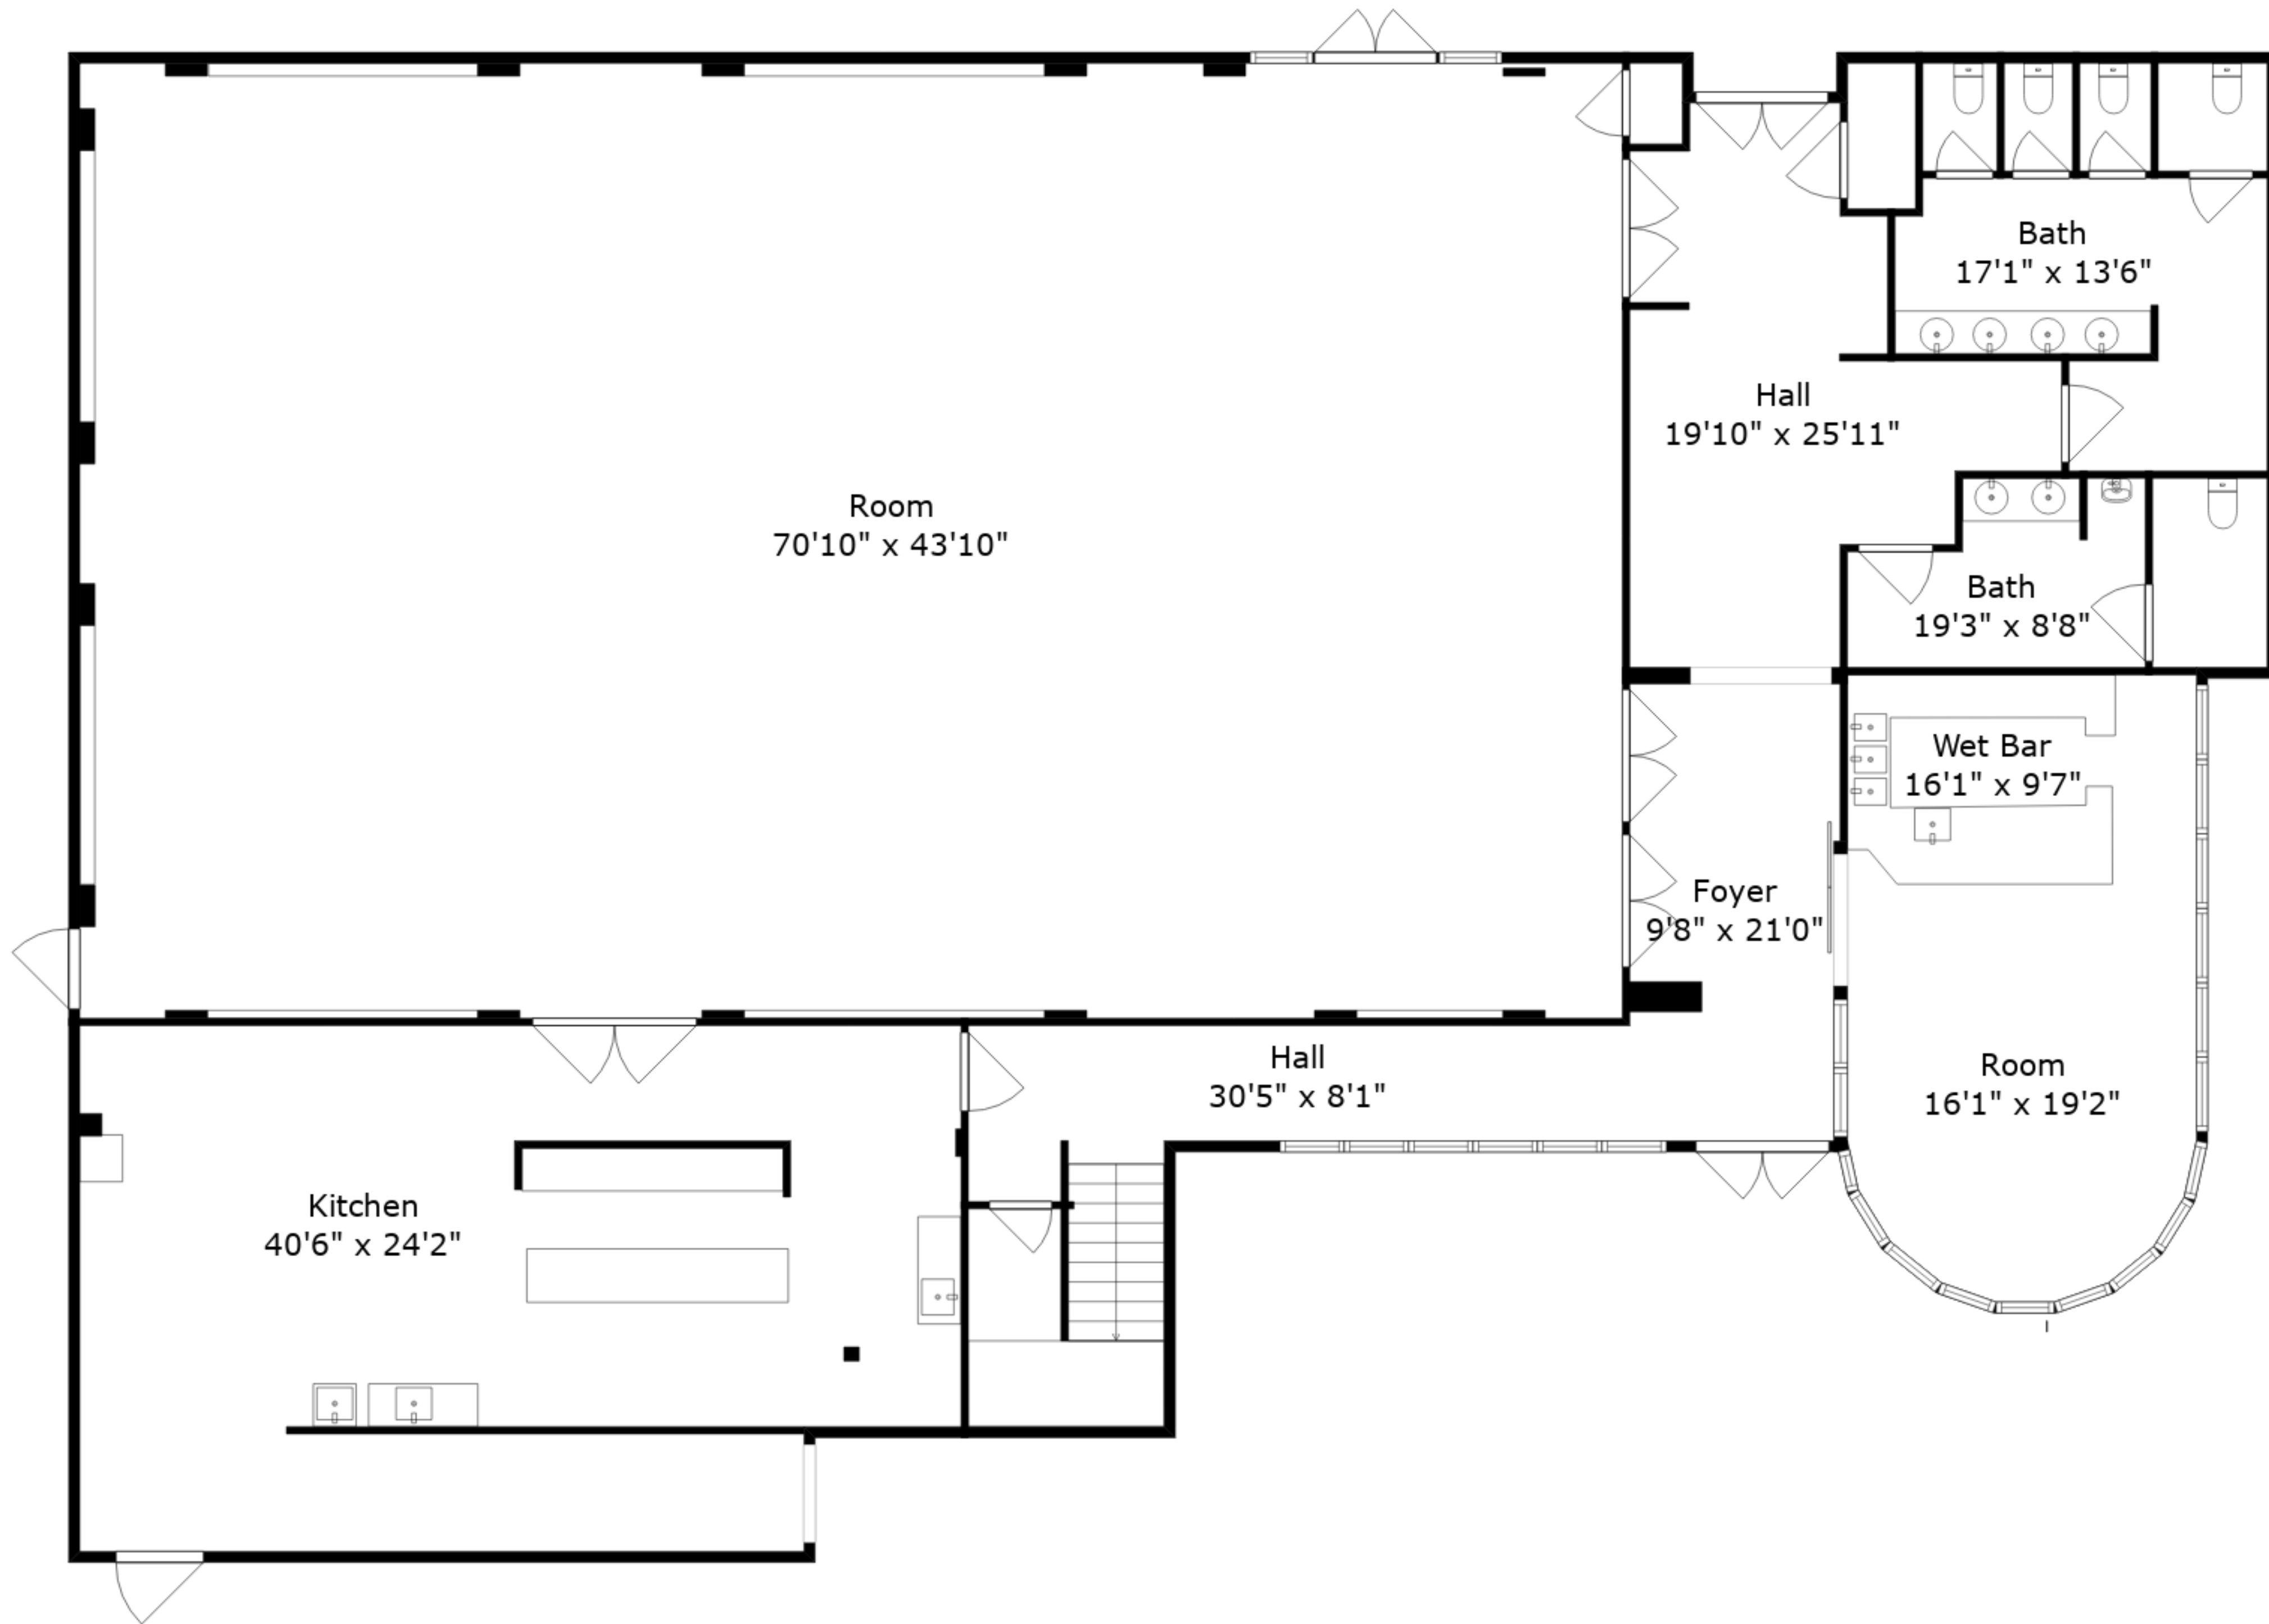 Bath
17'1" x 13'6"
Hall
19'10" x 25'11"
Room
70'10" x 43'10"
Bath
19'3" x 8'8"
Wet Bar
16'1" x 9'7"
Foyer
9'8" x 21'0"
Hall
30'5" x 8'1"
Room
16'1" x 19'2"
Kitchen
40'6" x 24'2"